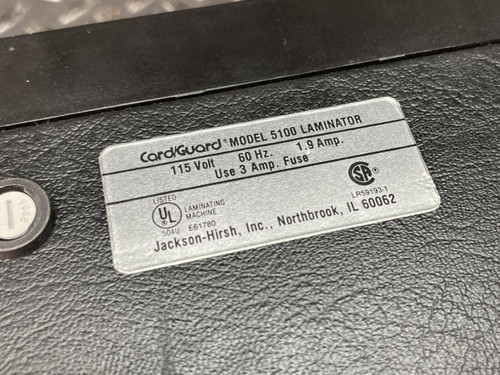 Card/Guard® MODEL 5100 LAMINATOR
115 Volt 60 Hz. 1.9 Amp.
Use 3 Amp. Fuse
LISTED
UL
LAMINATING
MACHINE
504U E61780
SA
LR59193-1
Jackson-Hirsh, Inc., Northbrook, IL 60062